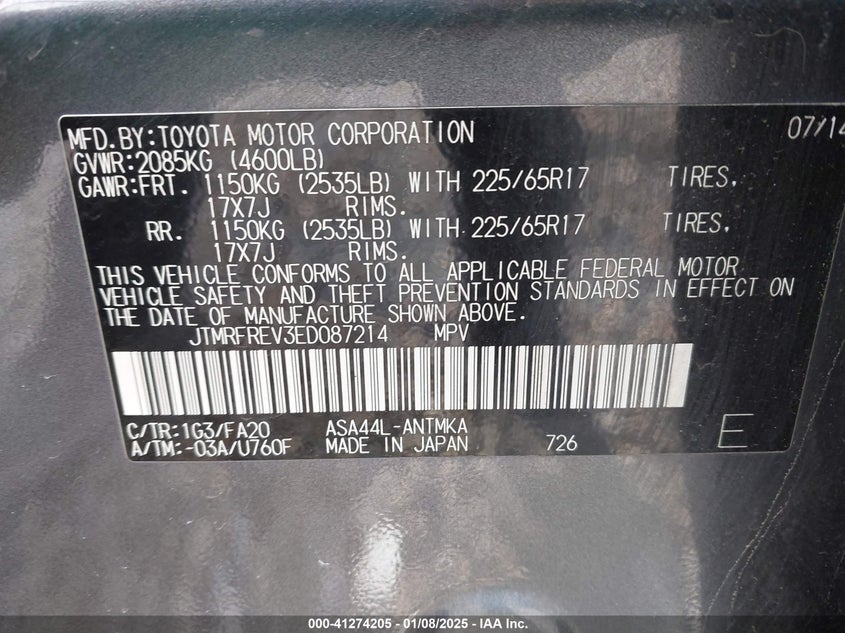 MFD.BY:TOYOTA MOTOR CORPORATION 07/14
GVWR:2085KG (4600LB)
GAWR:FRT. 1150KG (2535LB) WITH 225/65R17 TIRES,
17X7J RIMS.
RR. 1150KG (2535LB) WITH 225/65R17 TIRES,
17X7J RIMS.
THIS VEHICLE CONFORMS TO ALL APPLICABLE FEDERAL MOTOR
VEHICLE SAFETY AND THEFT PREVENTION STANDARDS IN EFFECT ON
THE DATE OF MANUFACTURE SHOWN ABOVE.
JTMRFREV3ED087214 MPV
C/TR:1G3/FA20 ASA44L-ANTMKA
A/TM:-03A/U760F MADE IN JAPAN 726 E
000-41274205 - 01/08/2025 - IAA Inc.